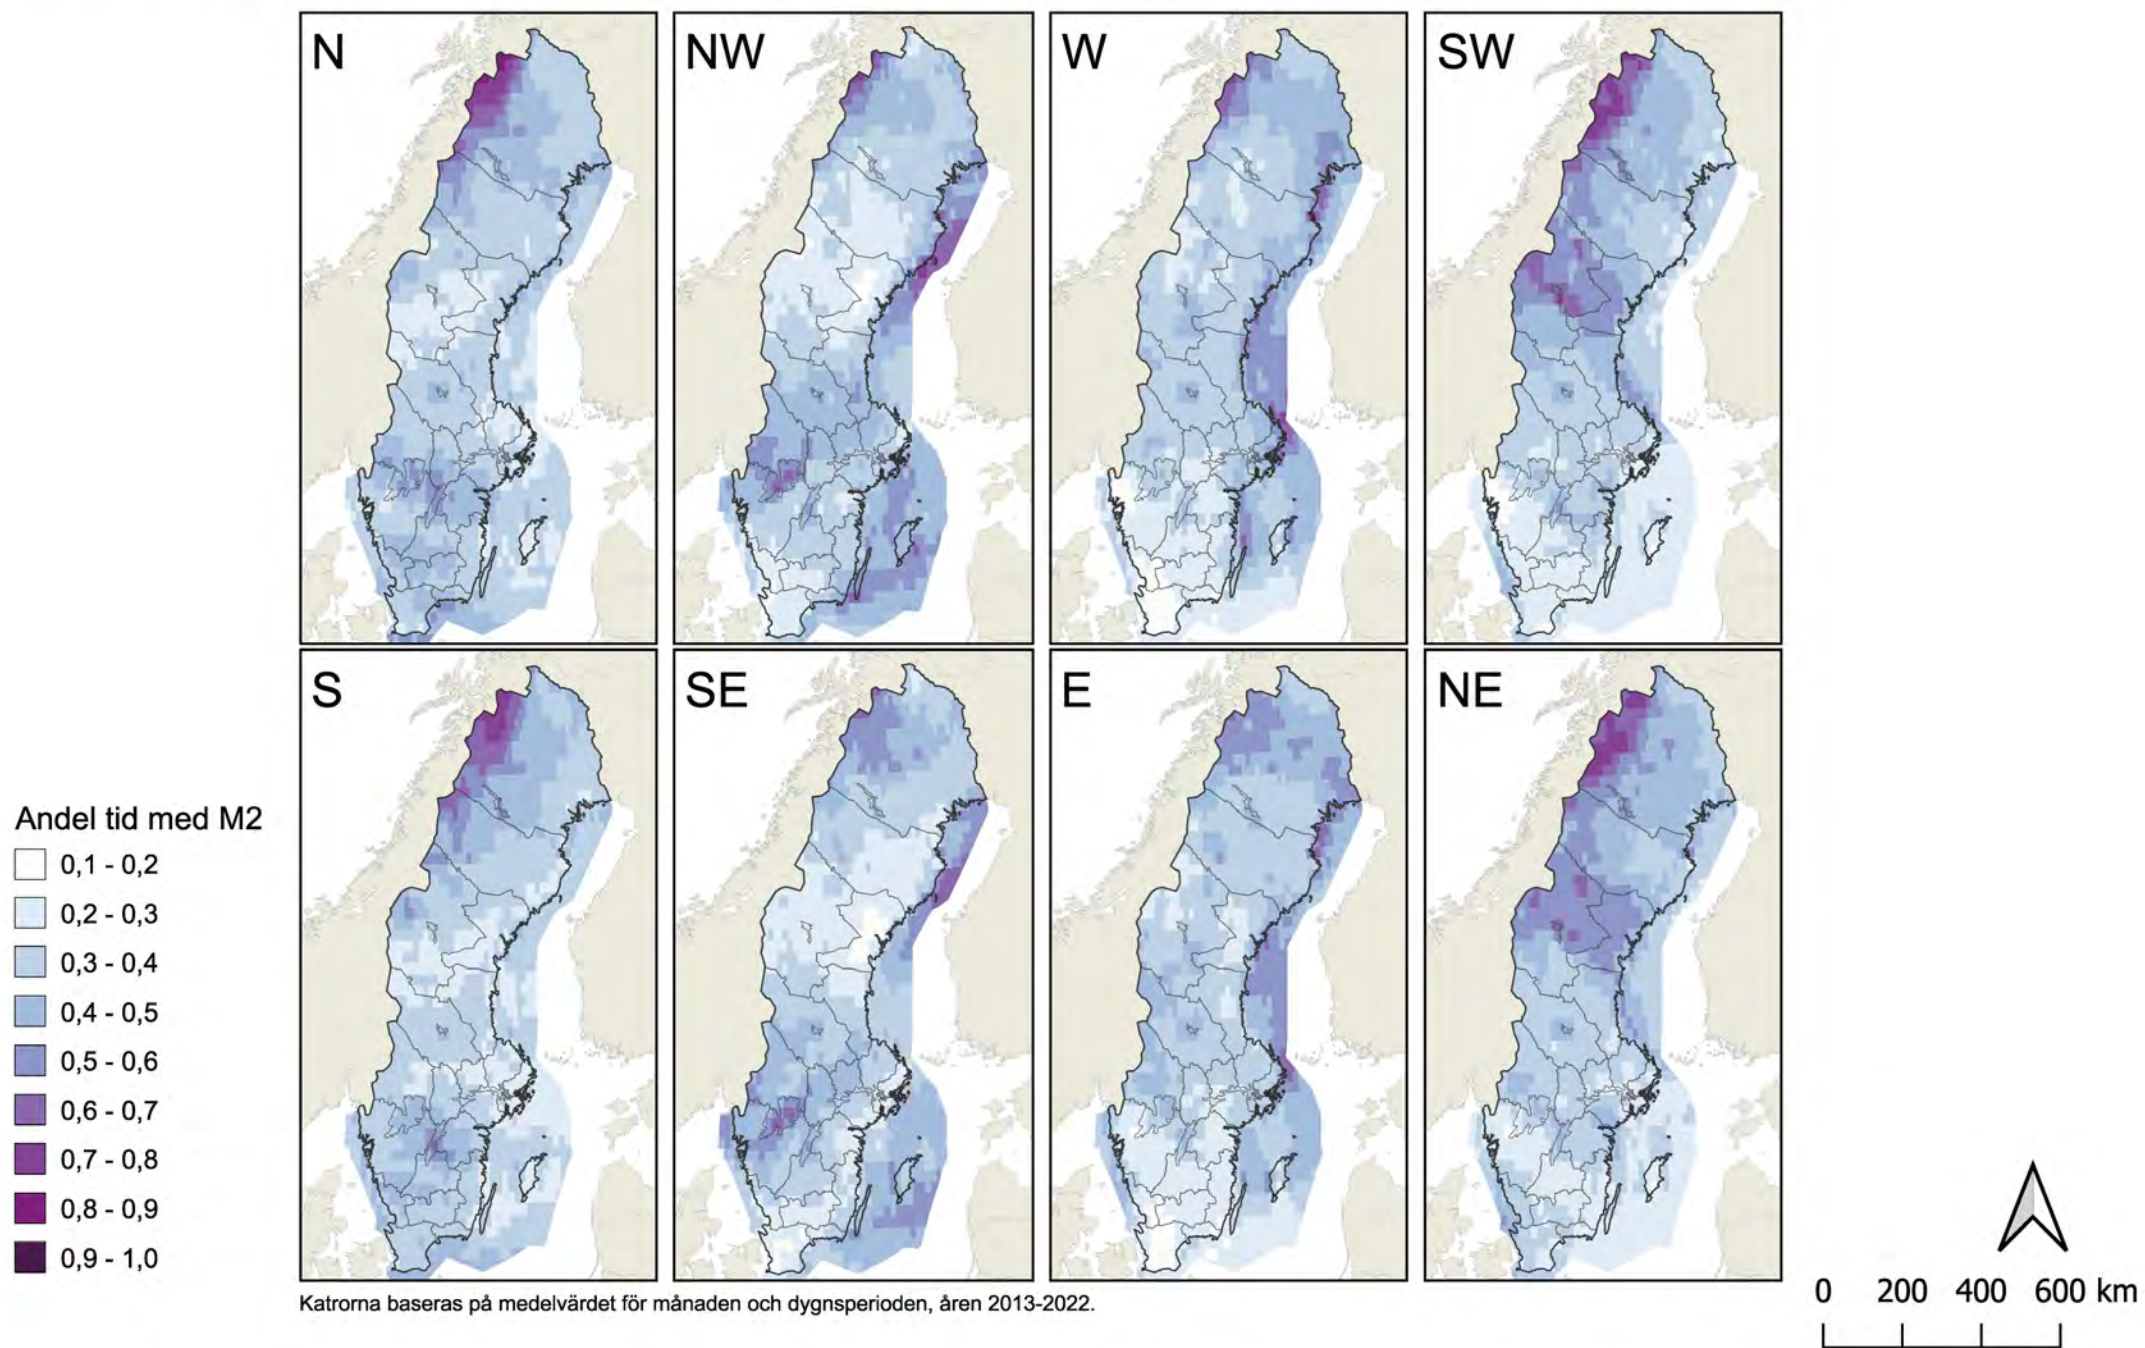 N
NW
W
SW
S
SE
E
NE
Andel tid med M2
0,1 - 0,2
0,2 - 0,3
0,3 - 0,4
0,4 - 0,5
0,5 - 0,6
0,6 - 0,7
0,7 - 0,8
0,8 - 0,9
0,9 - 1,0
Katrorna baseras på medelvärdet för månaden och dygnsperioden, åren 2013-2022.
0 200 400 600 km